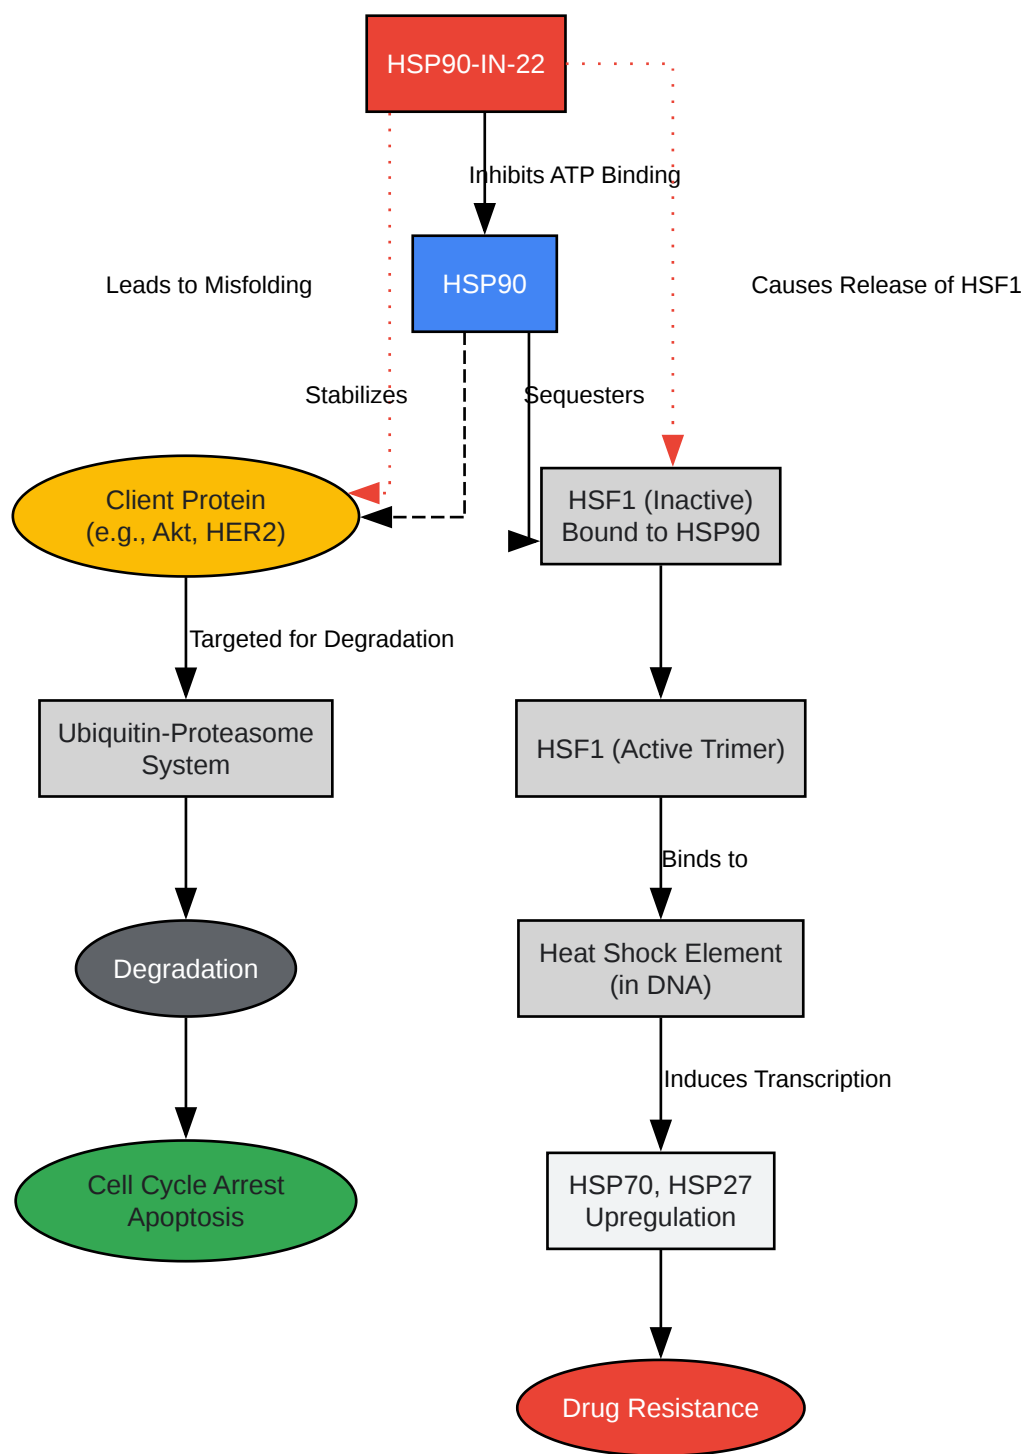 HSP90-IN-22
Inhibits ATP Binding
HSP90
Leads to Misfolding
Causes Release of HSF1
Stabilizes
Sequesters
Client Protein
(e.g., Akt, HER2)
HSF1 (Inactive)
Bound to HSP90
Targeted for Degradation
Ubiquitin-Proteasome
System
HSF1 (Active Trimer)
Binds to
Degradation
Heat Shock Element
(in DNA)
Induces Transcription
Cell Cycle Arrest
Apoptosis
HSP70, HSP27
Upregulation
Drug Resistance